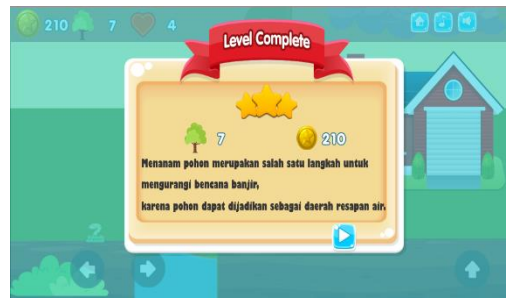 210 7 4
Level Complete
7 210
Menanam pohon merupakan salah satu langkah untuk
mengurangi bencana banjir,
karena pohon dapat dijadikan sebagai daerah resapan air.
2